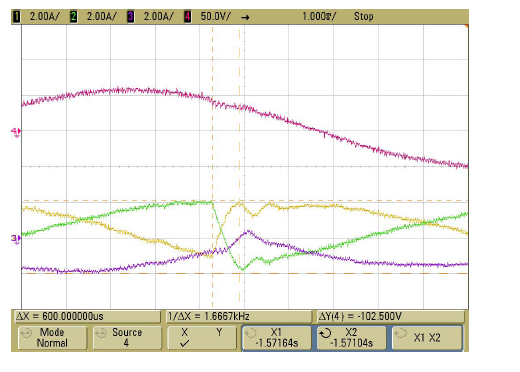 1 2.00A/ 2 2.00A/ 3 2.00A/ 4 50.0V/ → 1.000s/ Stop
4
3
ΔX = 600.000000us 1/ΔX = 1.6667kHz ΔY(4) = -102.500V
Mode Normal Source 4 X Y ✓ X1 -1.57164s X2 -1.57104s X1 X2